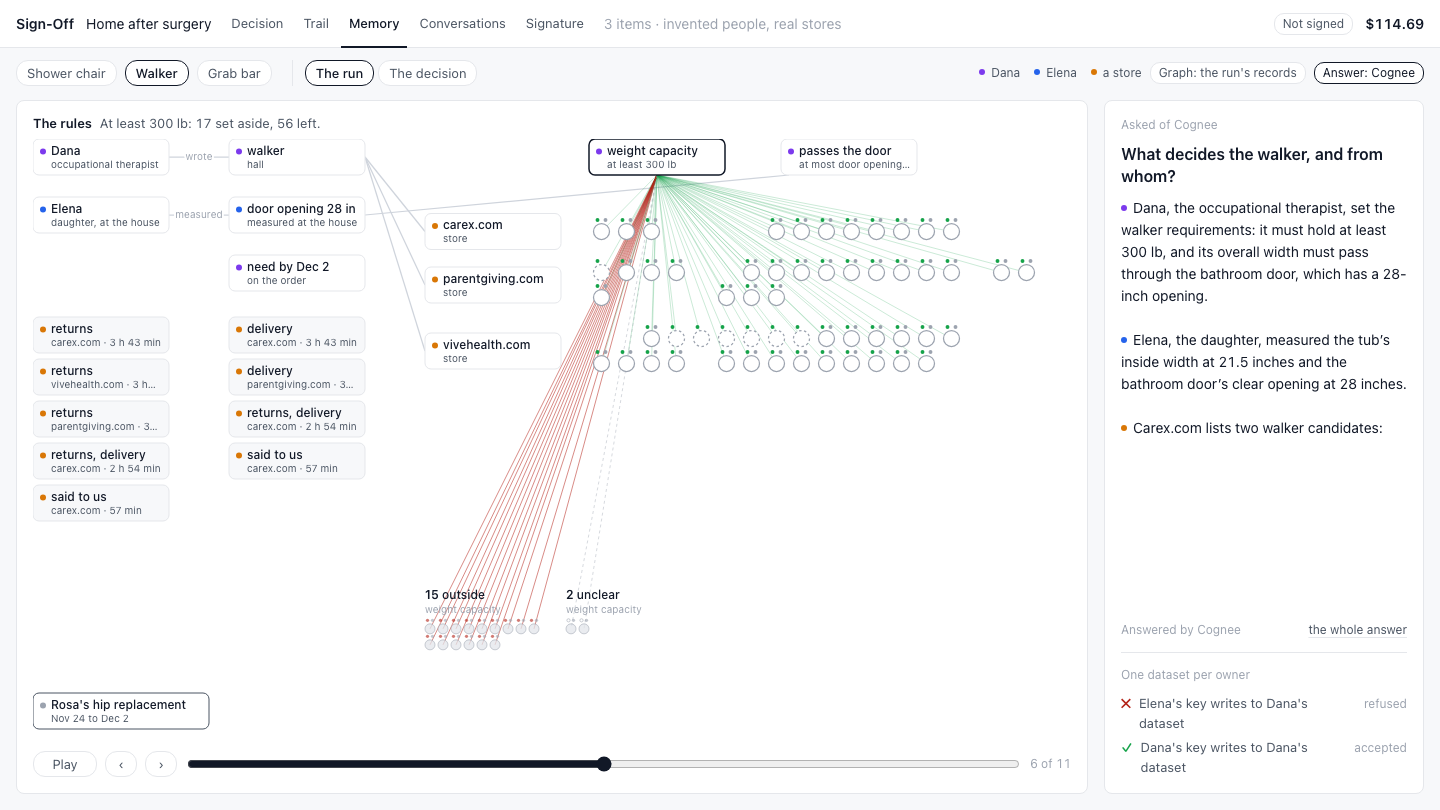 Sign-Off Home after surgery Decision Trail Memory Conversations Signature 3 items · invented people, real stores Not signed $114.69
Shower chair Walker Grab bar The run The decision Dana Elena a store Graph: the run's records Answer: Cognee
The rules At least 300 lb: 17 set aside, 56 left.
Dana
occupational therapist
wrote
walker
hall
weight capacity
at least 300 lb
passes the door
at most door opening...
Elena
daughter, at the house
measured
door opening 28 in
measured at the house
carex.com
store
need by Dec 2
on the order
parentgiving.com
store
returns
carex.com · 3 h 43 min
delivery
carex.com · 3 h 43 min
vivehealth.com
store
returns
vivehealth.com · 3 h...
delivery
parentgiving.com · 3...
returns
parentgiving.com · 3...
returns, delivery
carex.com · 2 h 54 min
returns, delivery
carex.com · 2 h 54 min
said to us
carex.com · 57 min
said to us
carex.com · 57 min
15 outside
weight capacity
2 unclear
weight capacity
Rosa's hip replacement
Nov 24 to Dec 2
Play ‹ › 6 of 11
Asked of Cognee
What decides the walker, and from
whom?
Dana, the occupational therapist, set the
walker requirements: it must hold at least
300 lb, and its overall width must pass
through the bathroom door, which has a 28-
inch opening.
Elena, the daughter, measured the tub’s
inside width at 21.5 inches and the
bathroom door’s clear opening at 28 inches.
Carex.com lists two walker candidates:
Answered by Cognee the whole answer
One dataset per owner
Elena's key writes to Dana's refused
dataset
Dana's key writes to Dana's accepted
dataset